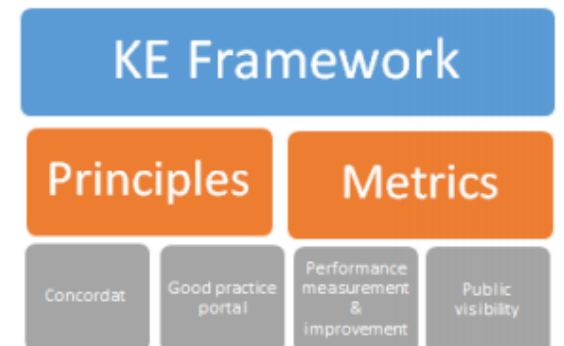 KE Framework
Principles
Metrics
Concordat
Good practice
portal
Performance
measurement
&
improvement
Public
visibility